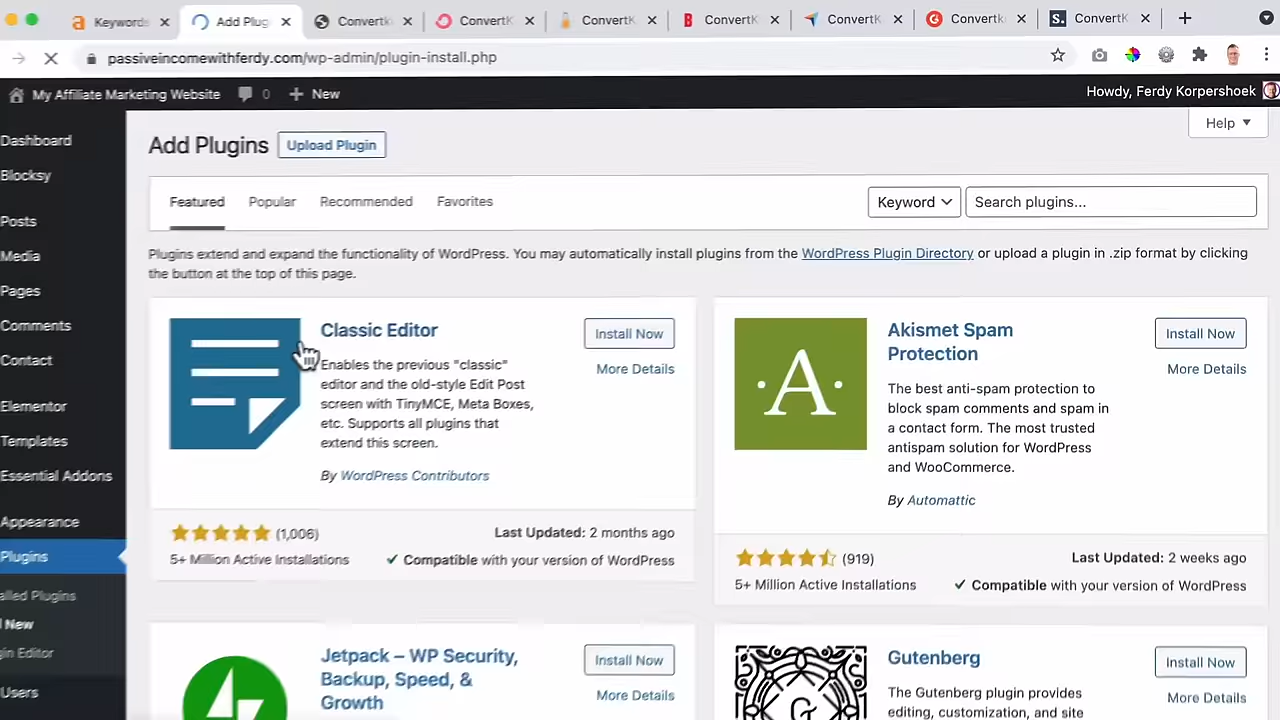 Keywords
Add Plug
Convertk
ConvertK
ConvertK
ConvertK
ConvertK
Convertk
ConvertK
passiveincomewithferdy.com/wp-admin/plugin-install.php
My Affiliate Marketing Website
0
New
Howdy, Ferdy Korpershoek
Dashboard
Blocksy
Posts
Media
Pages
Comments
Contact
Elementor
Templates
Essential Addons
Appearance
Plugins
alled Plugins
New
gin Editor
Users
Add Plugins
Upload Plugin
Help
Featured
Popular
Recommended
Favorites
Keyword
Search plugins...
Plugins extend and expand the functionality of WordPress. You may automatically install plugins from the WordPress Plugin Directory or upload a plugin in .zip format by clicking
the button at the top of this page.
Classic Editor
Install Now
More Details
Enables the previous "classic"
editor and the old-style Edit Post
screen with TinyMCE, Meta Boxes,
etc. Supports all plugins that
extend this screen.
By WordPress Contributors
(1,006)
Last Updated: 2 months ago
5+ Million Active Installations
Compatible with your version of WordPress
A
Akismet Spam
Protection
Install Now
More Details
The best anti-spam protection to
block spam comments and spam in
a contact form. The most trusted
antispam solution for WordPress
and WooCommerce.
By Automattic
(919)
Last Updated: 2 weeks ago
5+ Million Active Installations
Compatible with your version of WordPress
Jetpack – WP Security,
Backup, Speed, &
Growth
Install Now
More Details
Gutenberg
Install Now
More Details
The Gutenberg plugin provides
editing, customization, and site